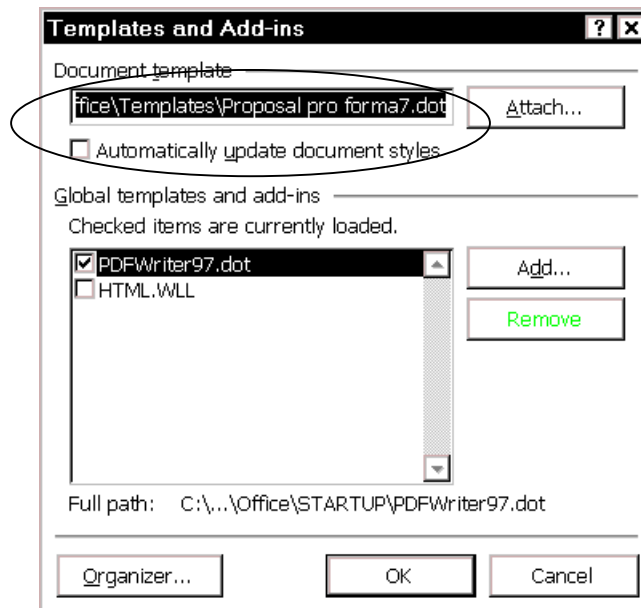 Templates and Add-ins
Document template
ffice\Templates\Proposal pro forma7.dot
Attach...
Automatically update document styles
Global templates and add-ins
Checked items are currently loaded.
PDFWriter97.dot
HTML.WLL
Add...
Remove
Full path: C:\...\Office\STARTUP\PDFWriter97.dot
Organizer...
OK
Cancel